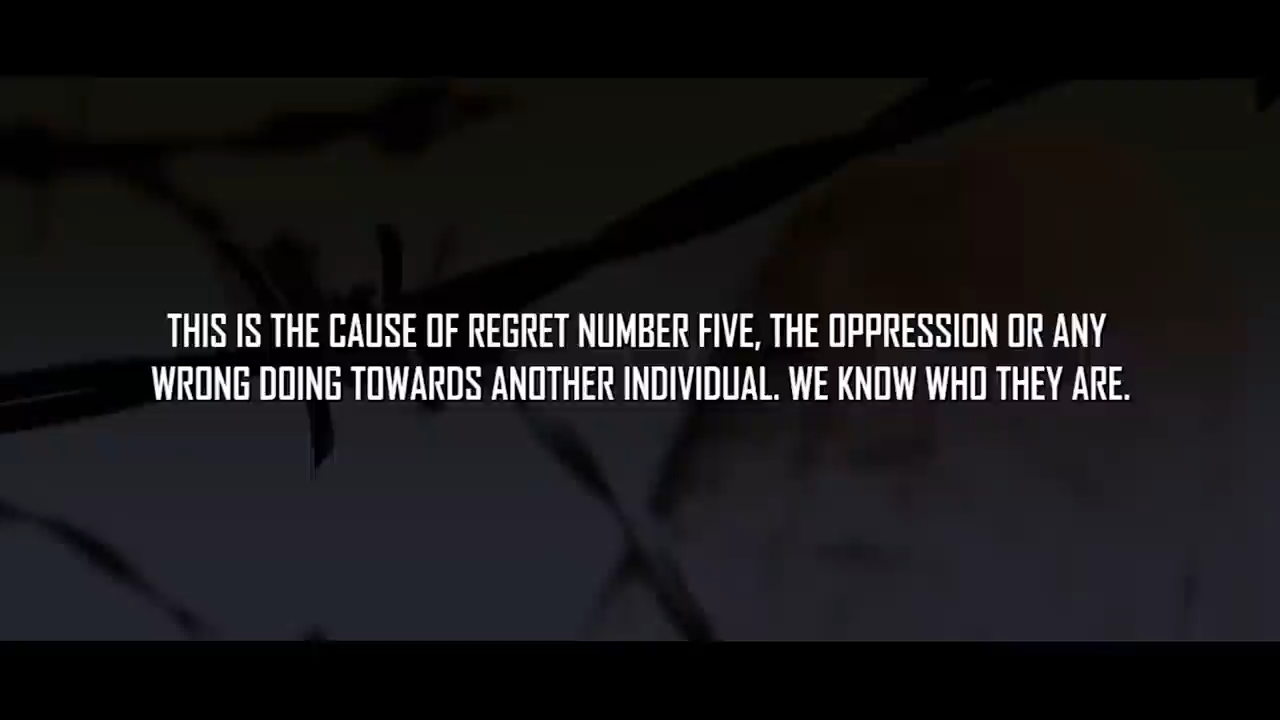 THIS IS THE CAUSE OF REGRET NUMBER FIVE, THE OPPRESSION OR ANY
WRONG DOING TOWARDS ANOTHER INDIVIDUAL. WE KNOW WHO THEY ARE.